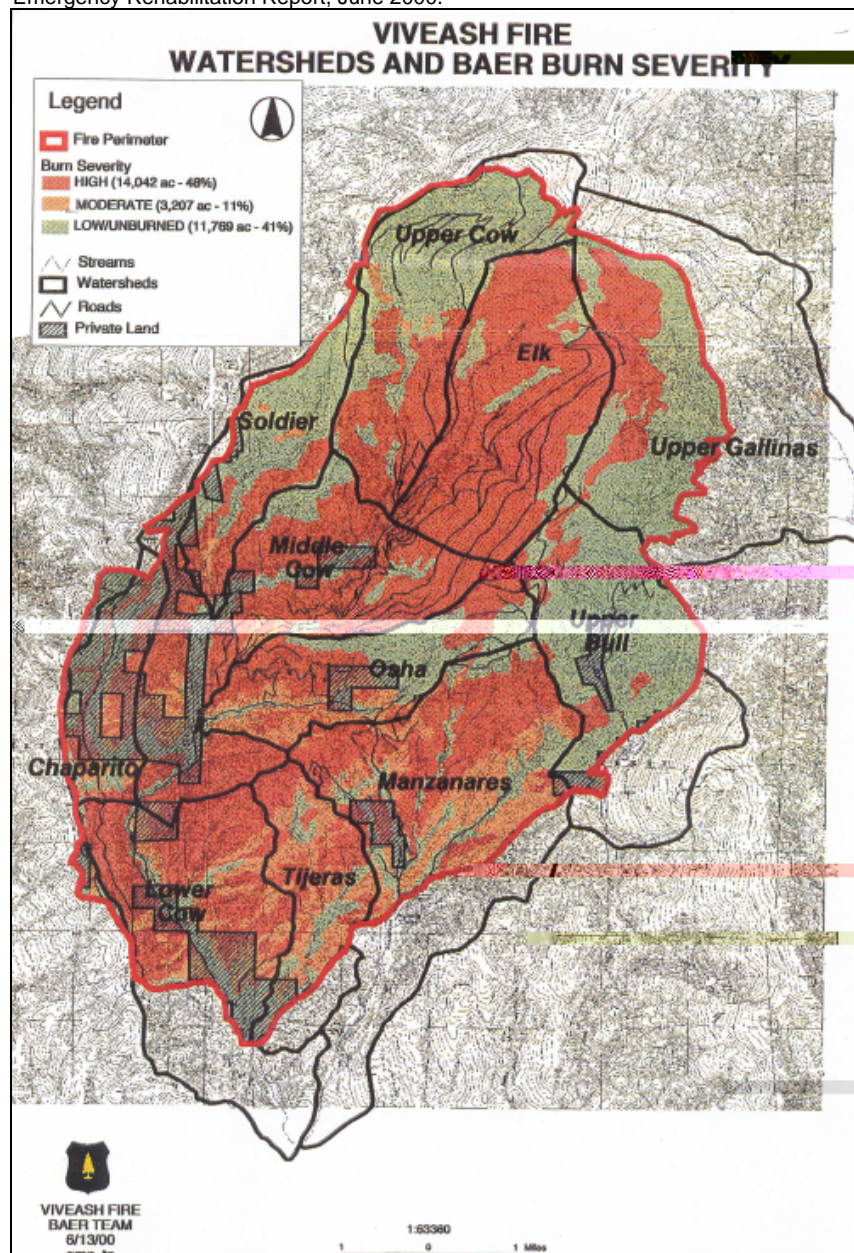 Emergency Rehabilitation Report, June 2000.
VIVEASH FIRE
WATERSHEDS AND BAER BURN SEVERITY
Legend
Fire Perimeter
Burn Severity
HIGH (14,042 ac - 48%)
MODERATE (3,207 ac - 11%)
LOW/UNBURNED (11,769 ac - 41%)
Streams
Watersheds
Roads
Private Land
Upper Cow
Elk
Soldier
Upper Gallinas
Middle
Cow
Upper
Bull
Osha
Chaparito
Manzanares
Tijeras
Lower
Cow
VIVEASH FIRE
BAER TEAM
6/13/00
1:63360
1 0 1 Miles